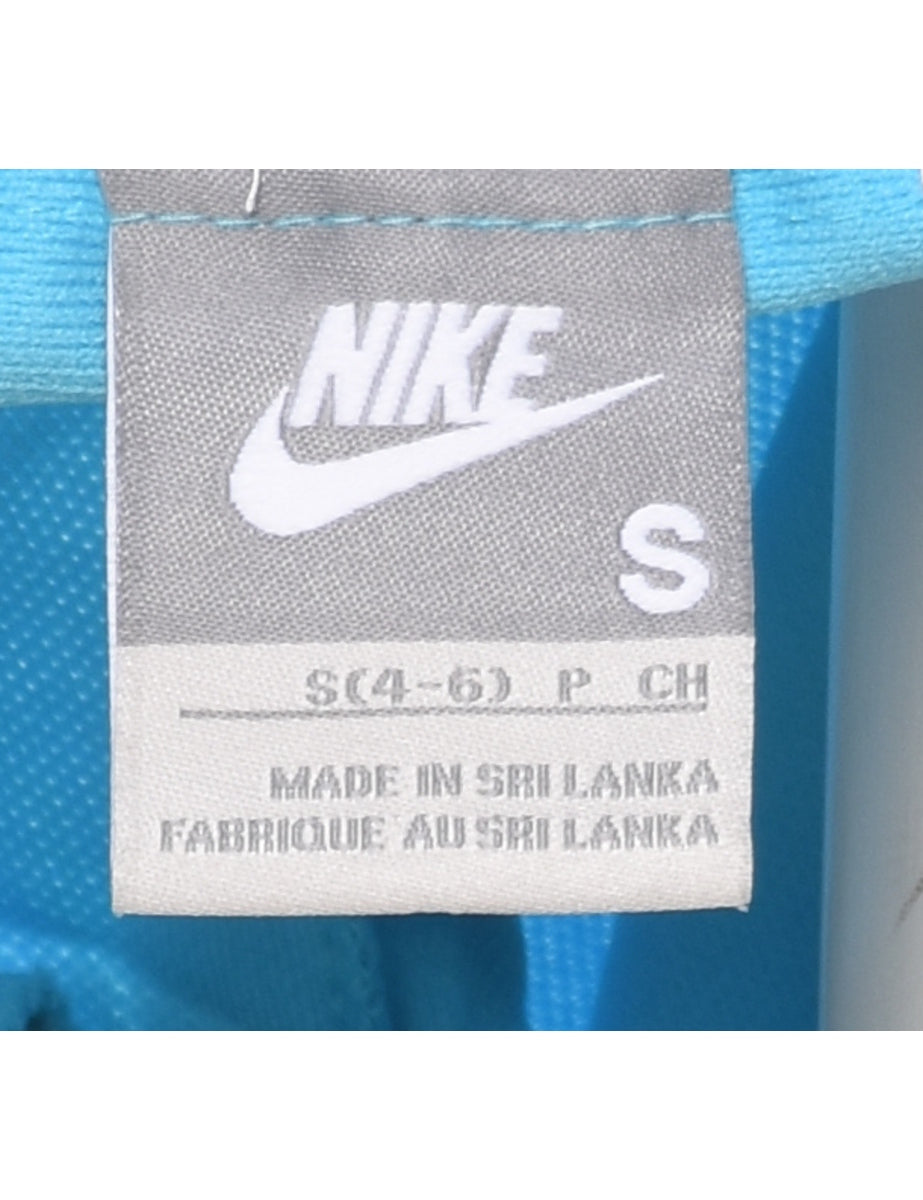 NIKE
S
S(4-6) P CH
MADE IN SRI LANKA
FABRIQUE AU SRI LANKA